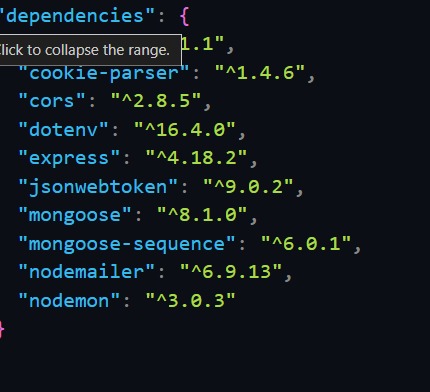 "dependencies": {
Click to collapse the range.
1.1",
"cookie-parser": "^1.4.6",
"cors": "^2.8.5",
"dotenv": "^16.4.0",
"express": "^4.18.2",
"jsonwebtoken": "^9.0.2",
"mongoose": "^8.1.0",
"mongoose-sequence": "^6.0.1",
"nodemailer": "^6.9.13",
"nodemon": "^3.0.3"
}